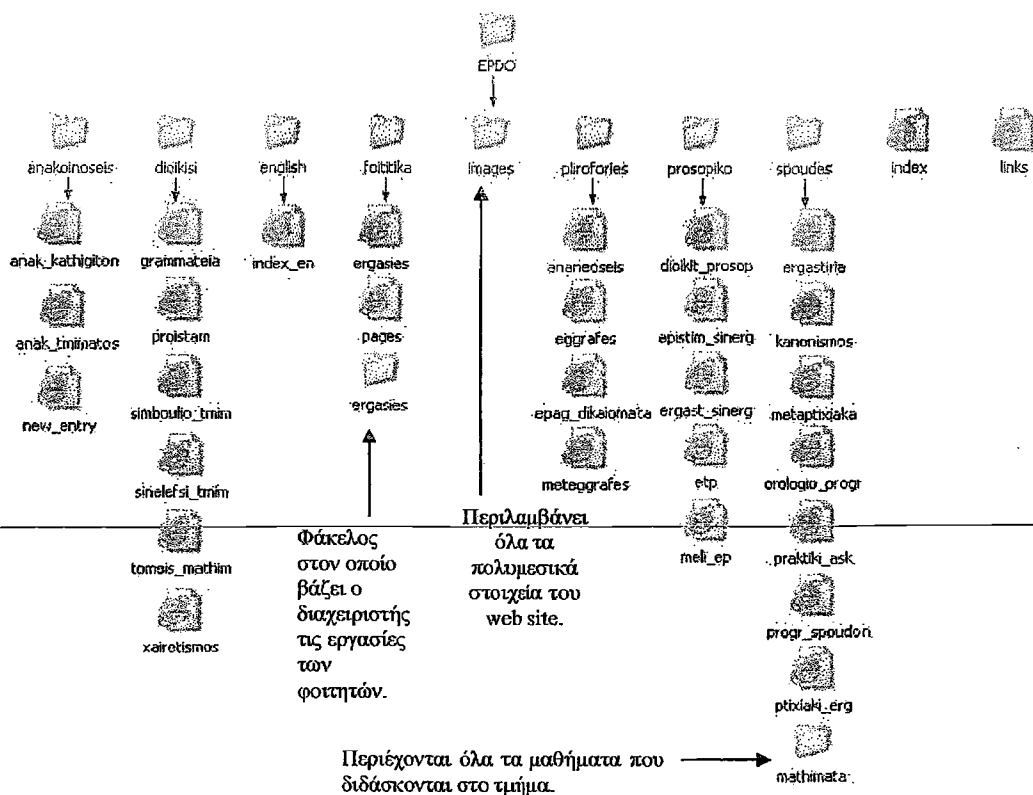 EPDO
anakoinoseis dioikisi english foititika images plirofories prosopiko spoudes index links
anak_kathigiton grammateia index_en ergasies ananeoseis dioikit_prosop ergastiria
anak_tmimatos proistam pages eggrafes epistim_sinerg kanonismos
new_entry simboulio_tmim ergasies epag_dikaiomata ergast_sinerg metaptixiaka
sinelefsi_tmim meteggrafes etp orologio_progr
tomeis_mathim meli_ep praktiki_ask
xairetismos progr_spoudon
ptixiaki_erg
mathimata
Φάκελος
στον οποίο
βάζει ο
διαχειριστής
τις εργασίες
των
φοιτητών.
Περιλαμβάνει
όλα τα
πολυμεσικά
στοιχεία του
web site.
Περιέχονται όλα τα μαθήματα που
διδάσκονται στο τμήμα.